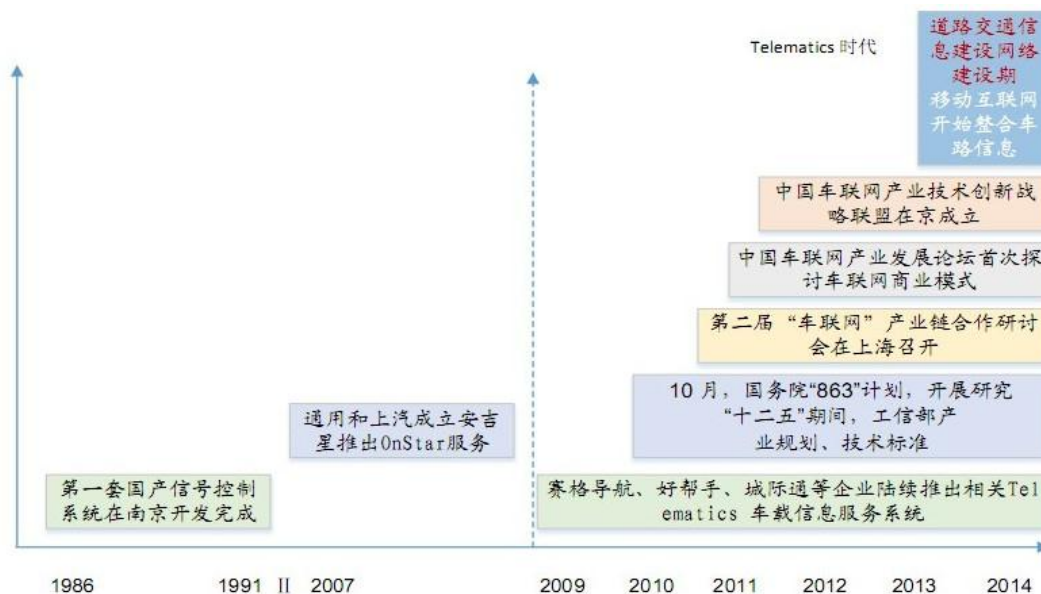 Telematics 时代
道路交通信
息建设网络
建设期
移动互联网
开始整合车
路信息
中国车联网产业技术创新战
略联盟在京成立
中国车联网产业发展论坛首次探
讨车联网商业模式
第二届“车联网”产业链合作研讨
会在上海召开
10 月，国务院“863”计划，开展研究
“十二五”期间，工信部产
业规划、技术标准
通用和上汽成立安吉
星推出OnStar服务
第一套国产信号控制
系统在南京开发完成
赛格导航、好帮手、城际通等企业陆续推出相关Tel
ematics 车载信息服务系统
1986 1991 II 2007 2009 2010 2011 2012 2013 2014